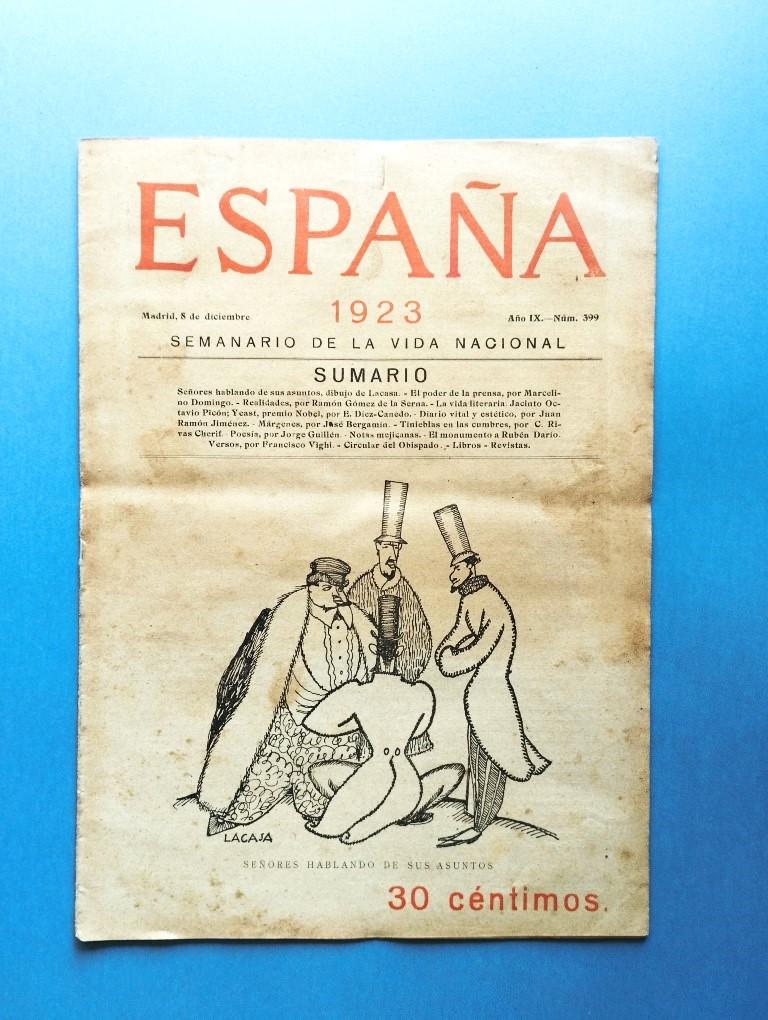 ESPAÑA
Madrid, 8 de diciembre 1923 Año IX.—Núm. 399
SEMANARIO DE LA VIDA NACIONAL
SUMARIO
Señores hablando de sus asuntos, dibujo de Lacasa. - El poder de la prensa, por Marceli-
no Domingo. - Realidades, por Ramón Gómez de la Serna. - La vida literaria: Jacinto Oc-
tavio Picón; Yeast, premio Nobel, por E. Díez-Canedo. - Diario vital y estético, por Juan
Ramón Jiménez. - Márgenes, por José Bergamín. - Tinieblas en las cumbres, por C. Ri-
vas Cherif. - Poesía, por Jorge Guillén. - Notas mejicanas. - El monumento a Rubén Darío.
Versos, por Francisco Vighi. - Circular del Obispado. - Libros - Revistas.
LACASA
SEÑORES HABLANDO DE SUS ASUNTOS
30 céntimos.